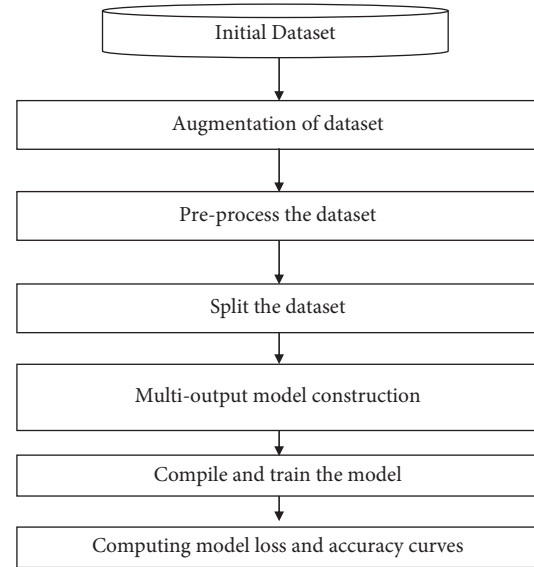 Initial Dataset
Augmentation of dataset
Pre-process the dataset
Split the dataset
Multi-output model construction
Compile and train the model
Computing model loss and accuracy curves